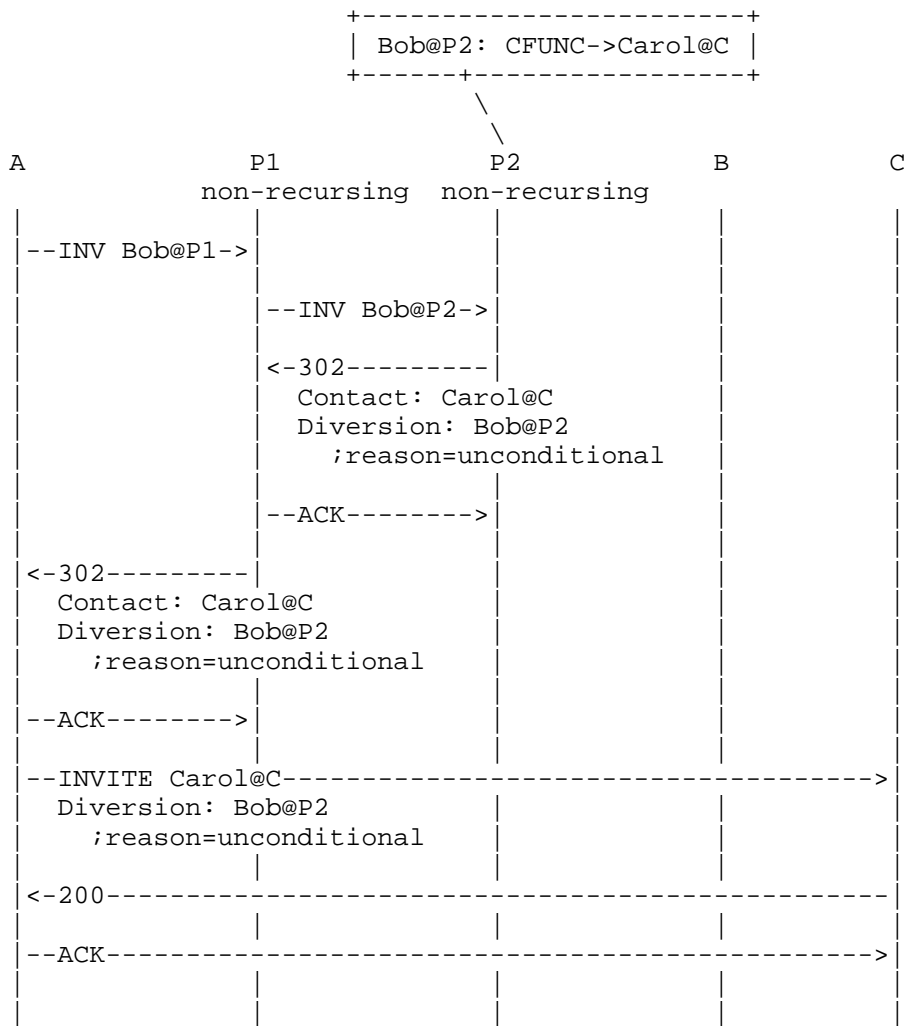 Bob@P2: CFUNC->Carol@C
A P1 P2 B C
non-recursing non-recursing
--INV Bob@P1->
--INV Bob@P2->
<-302---------
Contact: Carol@C
Diversion: Bob@P2
;reason=unconditional
--ACK-------->
<-302---------
Contact: Carol@C
Diversion: Bob@P2
;reason=unconditional
--ACK-------->
--INVITE Carol@C------------------------------------->
Diversion: Bob@P2
;reason=unconditional
<-200-------------------------------------------------
--ACK------------------------------------------------>